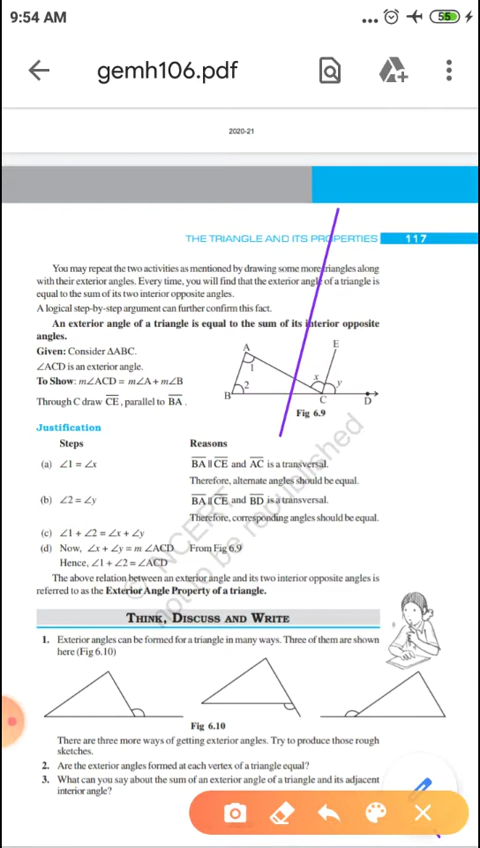 9:54 AM
... 55
gemh106.pdf
2020-21
THE TRIANGLE AND ITS PROPERTIES 117
You may repeat the two activities as mentioned by drawing some more triangles along
with their exterior angles. Every time, you will find that the exterior angle of a triangle is
equal to the sum of its two interior opposite angles.
A logical step-by-step argument can further confirm this fact.
An exterior angle of a triangle is equal to the sum of its interior opposite
angles.
Given: Consider ΔABC.
∠ACD is an exterior angle.
To Show: m∠ACD = m∠A + m∠B
Through C draw CE, parallel to BA.
A
E
1
2
x
y
B
C
D
Fig 6.9
Justification
Steps Reasons
(a) ∠1 = ∠x BA || CE and AC is a transversal.
Therefore, alternate angles should be equal.
(b) ∠2 = ∠y BA || CE and BD is a transversal.
Therefore, corresponding angles should be equal.
(c) ∠1 + ∠2 = ∠x + ∠y
(d) Now, ∠x + ∠y = m ∠ACD From Fig 6.9
Hence, ∠1 + ∠2 = ∠ACD
The above relation between an exterior angle and its two interior opposite angles is
referred to as the Exterior Angle Property of a triangle.
© NCERT
not to be republished
THINK, DISCUSS AND WRITE
1. Exterior angles can be formed for a triangle in many ways. Three of them are shown
here (Fig 6.10)
Fig 6.10
There are three more ways of getting exterior angles. Try to produce those rough
sketches.
2. Are the exterior angles formed at each vertex of a triangle equal?
3. What can you say about the sum of an exterior angle of a triangle and its adjacent
interior angle?